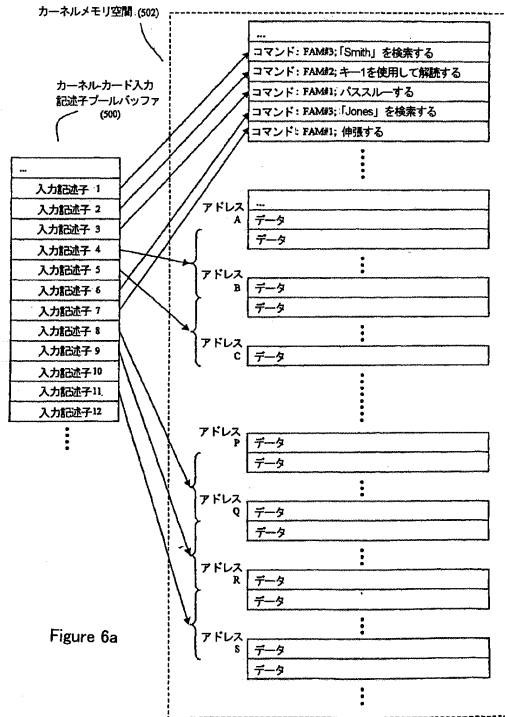 カーネルメモリ空間 (502)
カーネル-カード入力
記述子プールバッファ
(500)
...
入力記述子 1
入力記述子 2
入力記述子 3
入力記述子 4
入力記述子 5
入力記述子 6
入力記述子 7
入力記述子 8
入力記述子 9
入力記述子 10
入力記述子 11
入力記述子 12
...
コマンド: FAM#3;「Smith」を検索する
コマンド: FAM#2; キー1を使用して解読する
コマンド: FAM#1; パススルーする
コマンド: FAM#3;「Jones」を検索する
コマンド: FAM#1; 伸張する
アドレス
A
...
データ
データ
アドレス
B
データ
データ
アドレス
C
データ
アドレス
P
データ
データ
アドレス
Q
データ
データ
アドレス
R
データ
データ
アドレス
S
データ
データ
Figure 6a